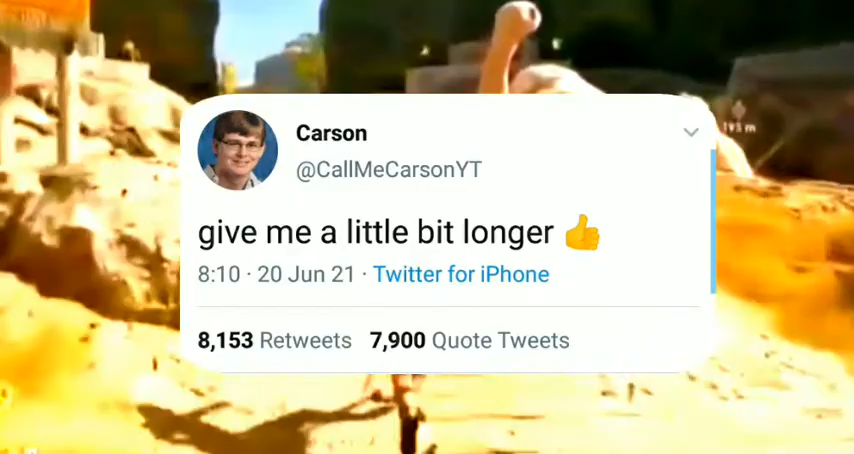 195 m
Carson
@CallMeCarsonYT
give me a little bit longer 👍
8:10 · 20 Jun 21 · Twitter for iPhone
8,153 Retweets 7,900 Quote Tweets